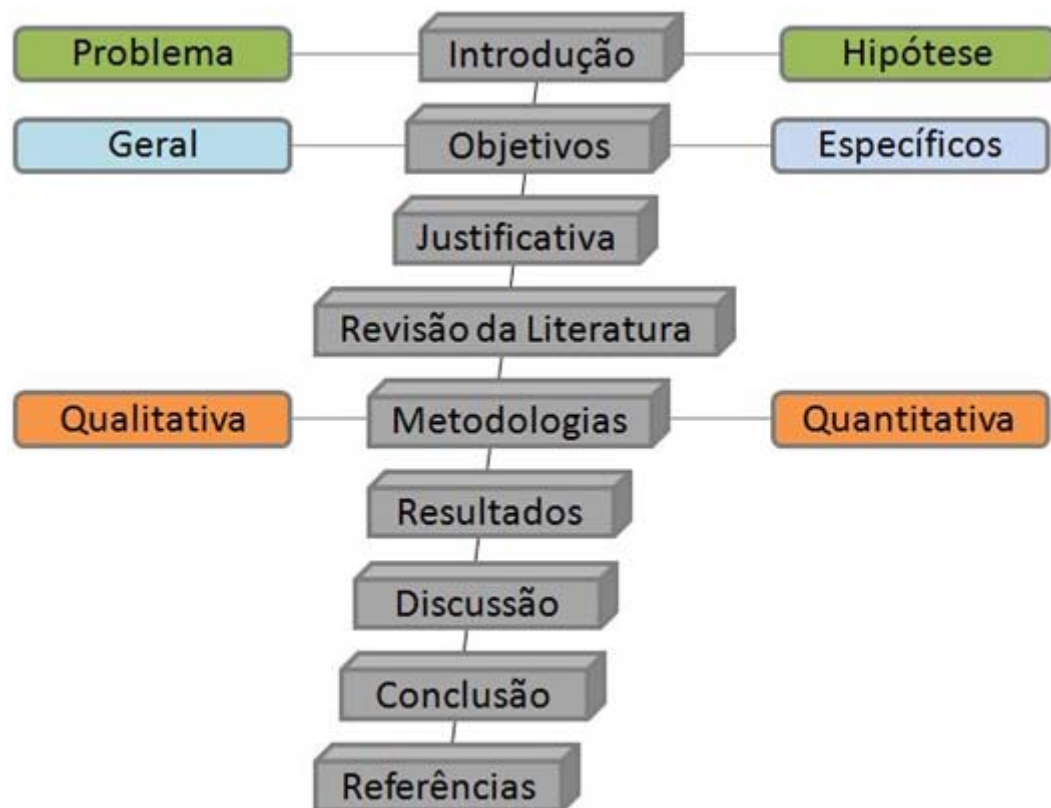 Problema
Introdução
Hipótese
Geral
Objetivos
Específicos
Justificativa
Revisão da Literatura
Qualitativa
Metodologias
Quantitativa
Resultados
Discussão
Conclusão
Referências